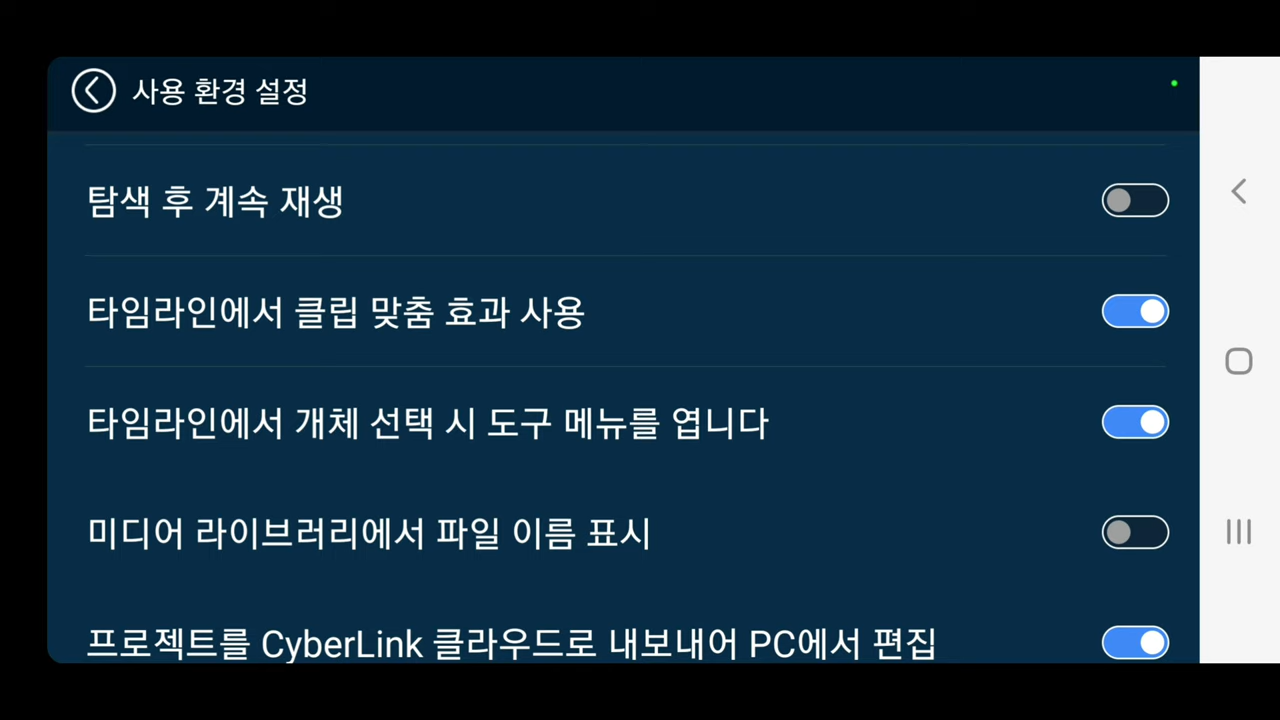 사용 환경 설정
탐색 후 계속 재생
타임라인에서 클립 맞춤 효과 사용
타임라인에서 개체 선택 시 도구 메뉴를 엽니다
미디어 라이브러리에서 파일 이름 표시
프로젝트를 CyberLink 클라우드로 내보내어 PC에서 편집